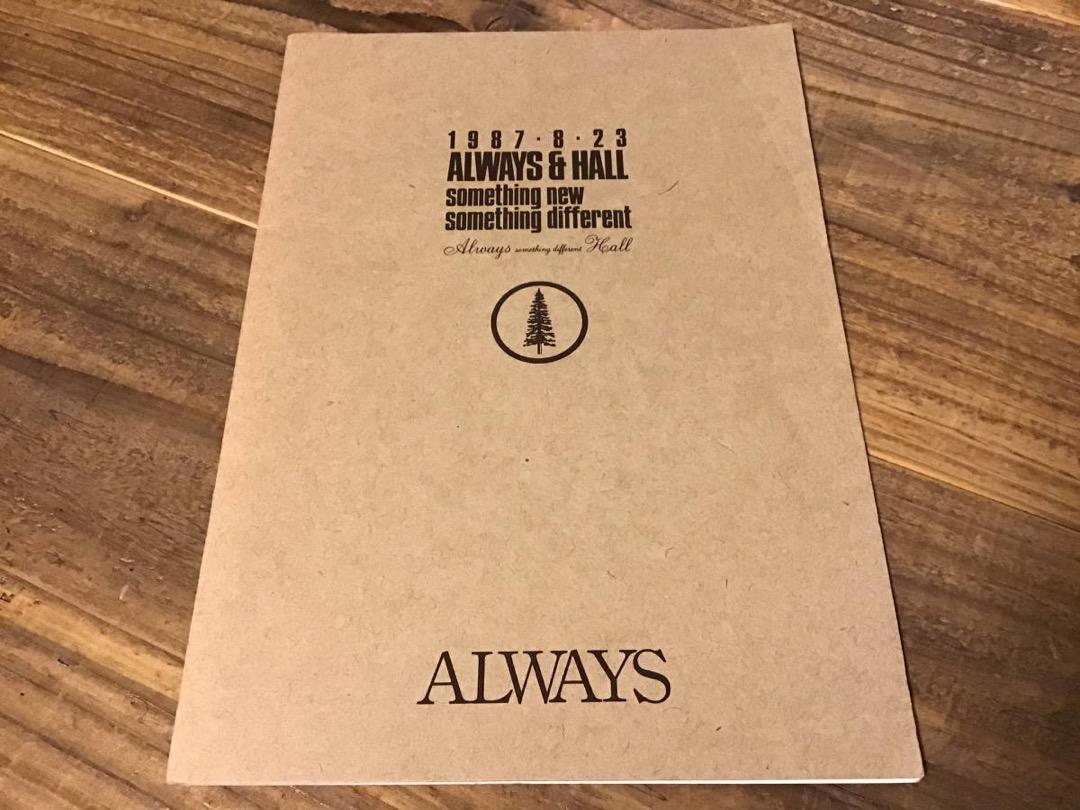 1987·8·23
ALWAYS & HALL
something new
something different
Always something different Hall
ALWAYS